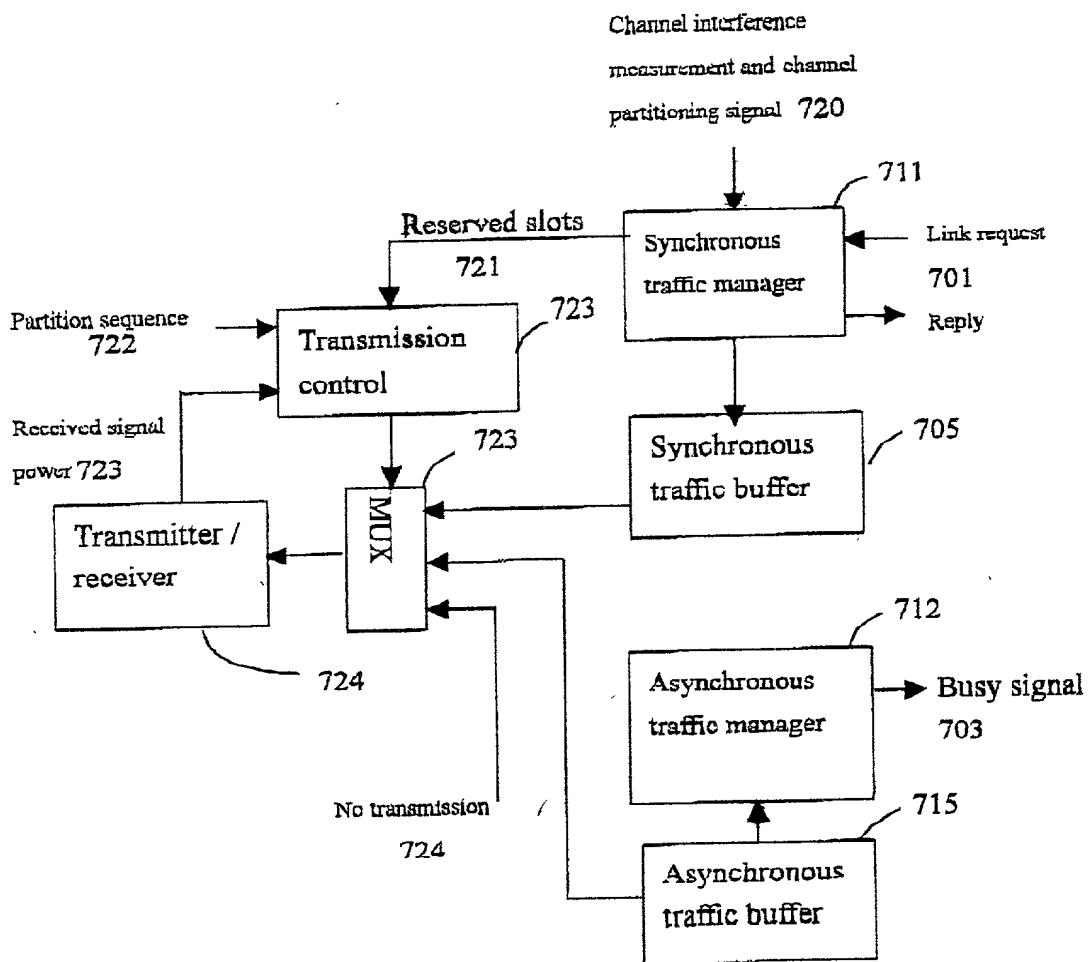 Channel interference
measurement and channel
partitioning signal 720
711
Reserved slots
721
Synchronous
traffic manager
Link request
701
Reply
Partition sequence
722
723
Transmission
control
Received signal
power 723
723
MUX
Synchronous
traffic buffer
705
Transmitter /
receiver
724
712
Asynchronous
traffic manager
Busy signal
703
No transmission
724
715
Asynchronous
traffic buffer